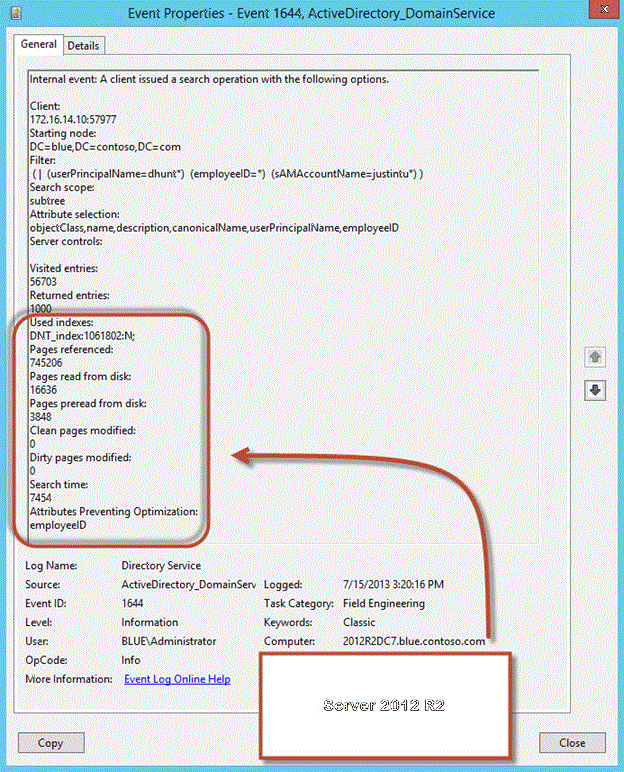 Event Properties - Event 1644, ActiveDirectory_DomainService
x
General Details
Internal event: A client issued a search operation with the following options.
Client:
172.16.14.10:57977
Starting node:
DC=blue,DC=contoso,DC=com
Filter:
( | (userPrincipalName=dhunt*) (employeeID=*) (sAMAccountName=justintu*) )
Search scope:
subtree
Attribute selection:
objectClass,name,description,canonicalName,userPrincipalName,employeeID
Server controls:
Visited entries:
56703
Returned entries:
1000
Used indexes:
DNT_index:1061802:N;
Pages referenced:
745206
Pages read from disk:
16636
Pages preread from disk:
3848
Clean pages modified:
0
Dirty pages modified:
0
Search time:
7454
Attributes Preventing Optimization:
employeeID
Log Name: Directory Service
Source: ActiveDirectory_DomainServ Logged: 7/15/2013 3:20:16 PM
Event ID: 1644 Task Category: Field Engineering
Level: Information Keywords: Classic
User: BLUE\Administrator Computer: 2012R2DC7.blue.contoso.com
OpCode: Info
More Information: Event Log Online Help
Server 2012 R2
Copy Close